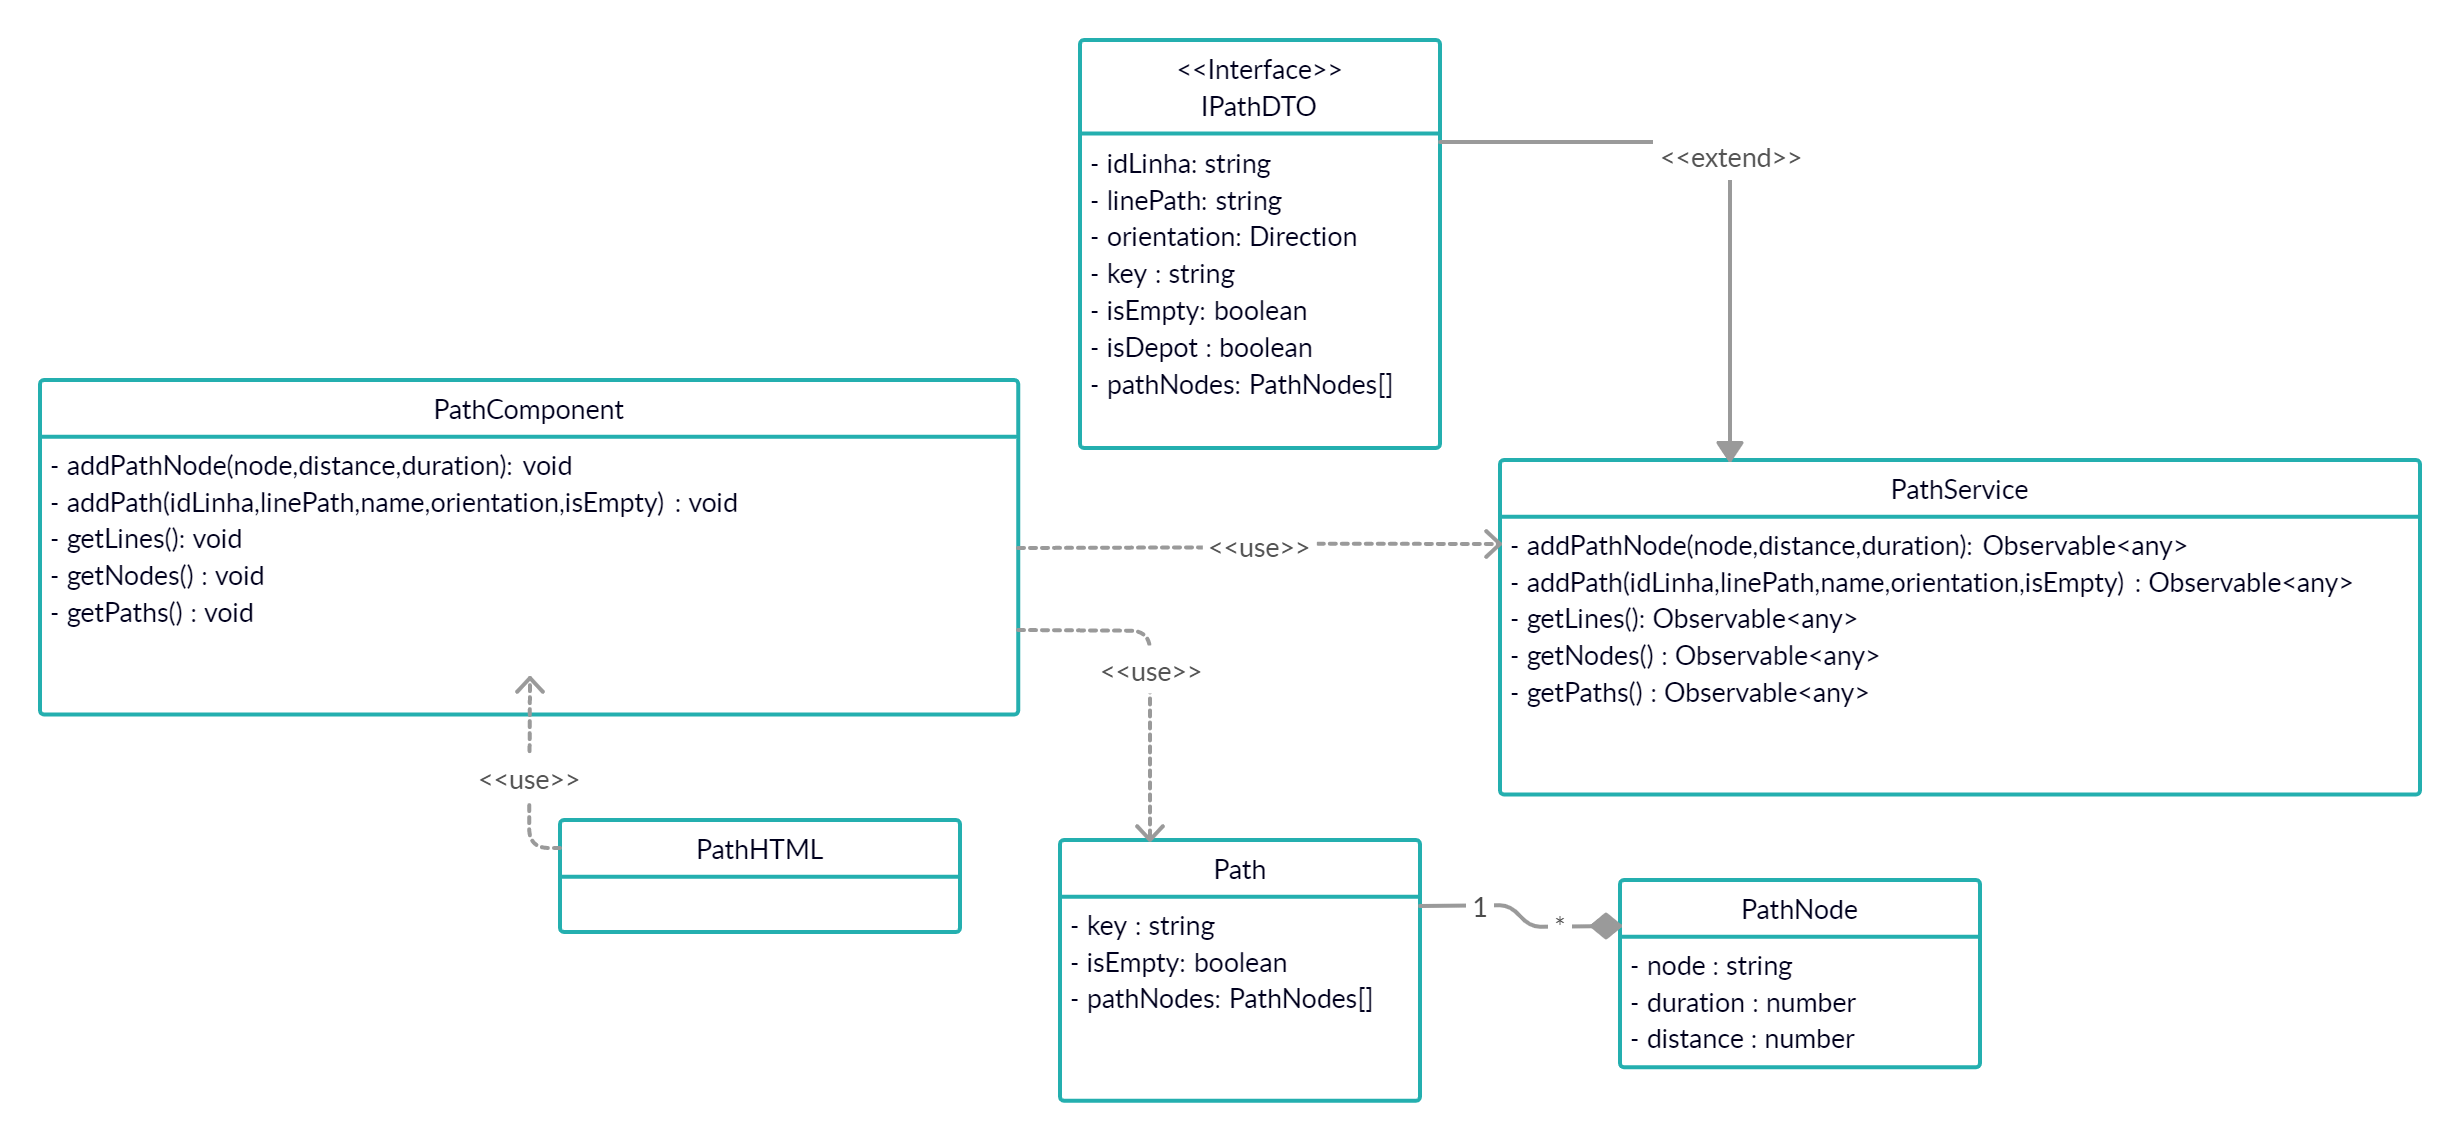 <<Interface>>
IPathDTO
- idLinha: string
- linePath: string
- orientation: Direction
- key : string
- isEmpty: boolean
- isDepot : boolean
- pathNodes: PathNodes[]
<<extend>>
PathComponent
- addPathNode(node,distance,duration): void
- addPath(idLinha,linePath,name,orientation,isEmpty) : void
- getLines(): void
- getNodes() : void
- getPaths() : void
<<use>>
PathService
- addPathNode(node,distance,duration): Observable<any>
- addPath(idLinha,linePath,name,orientation,isEmpty) : Observable<any>
- getLines(): Observable<any>
- getNodes() : Observable<any>
- getPaths() : Observable<any>
<<use>>
<<use>>
PathHTML
Path
- key : string
- isEmpty: boolean
- pathNodes: PathNodes[]
1
*
PathNode
- node : string
- duration : number
- distance : number